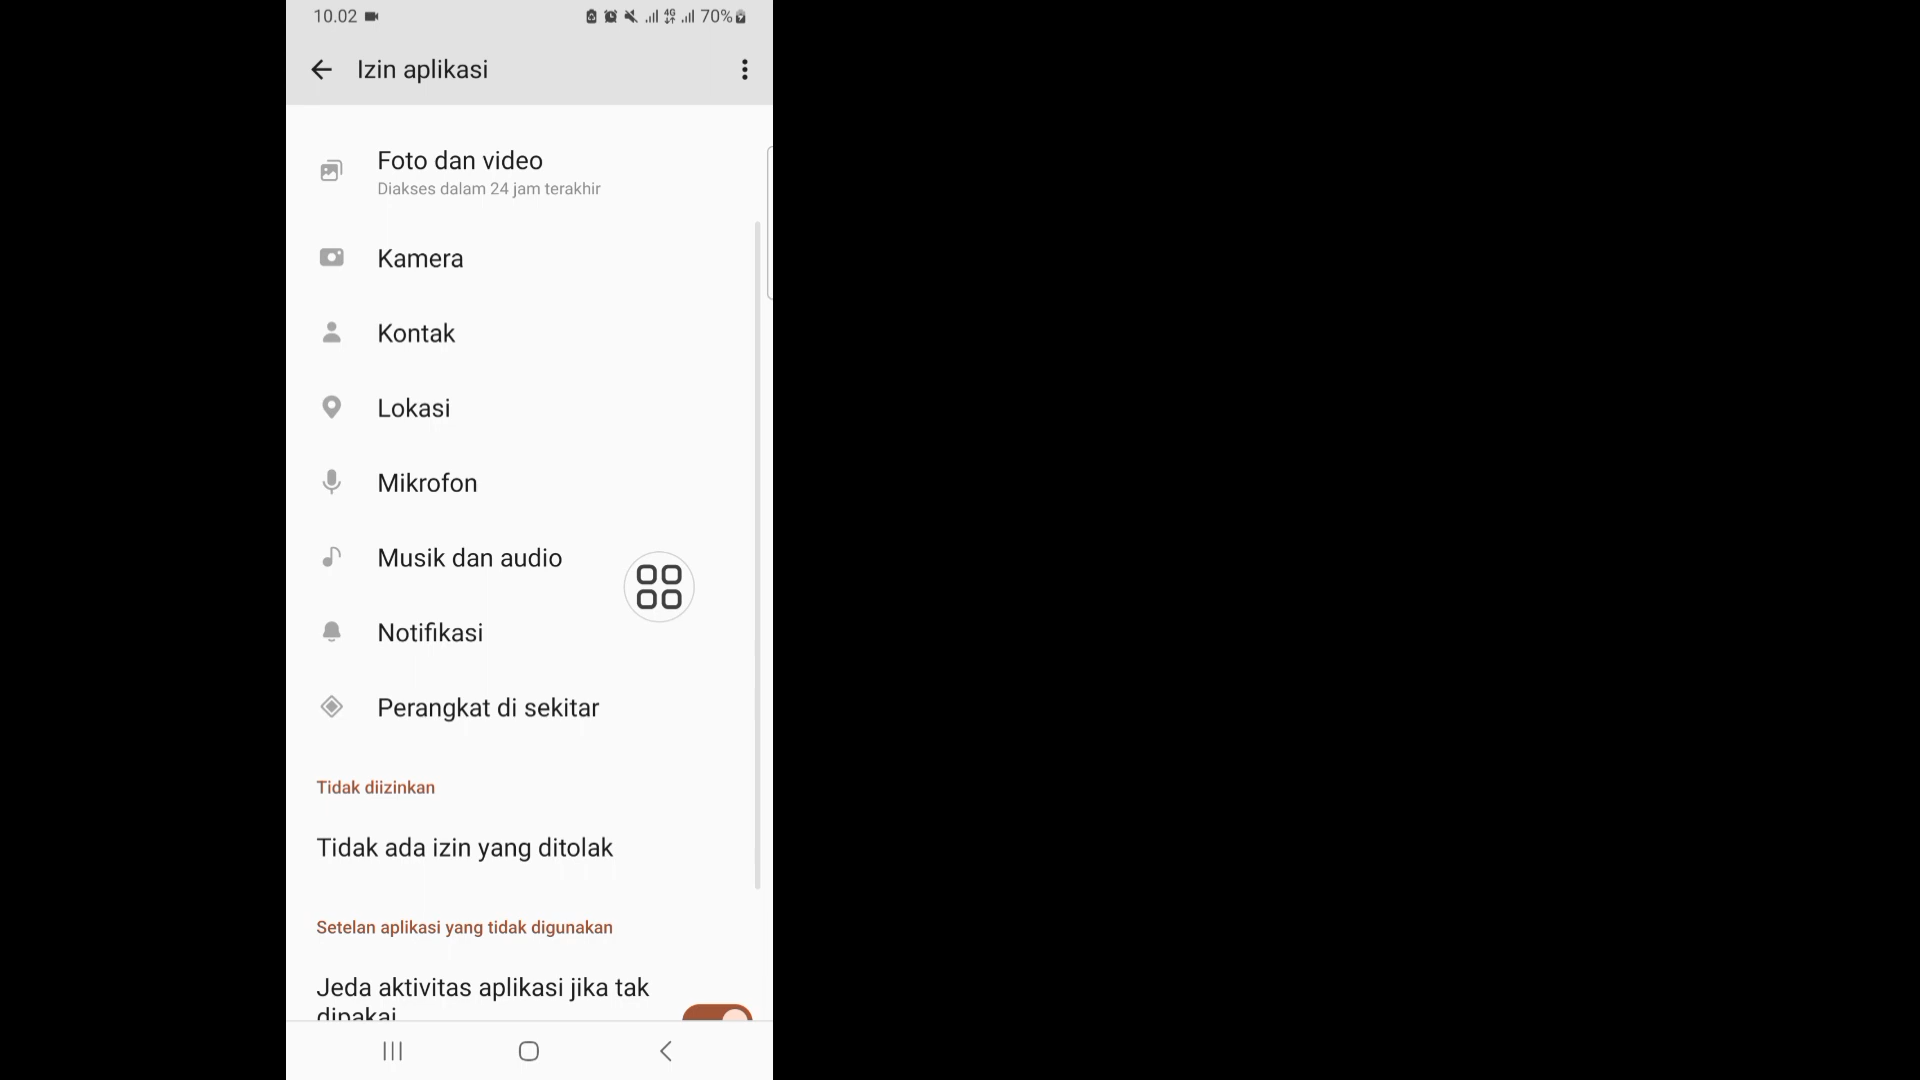 10.02
4G
70%
Izin aplikasi
Foto dan video
Diakses dalam 24 jam terakhir
Kamera
Kontak
Lokasi
Mikrofon
Musik dan audio
Notifikasi
Perangkat di sekitar
Tidak diizinkan
Tidak ada izin yang ditolak
Setelan aplikasi yang tidak digunakan
Jeda aktivitas aplikasi jika tak
dipakai